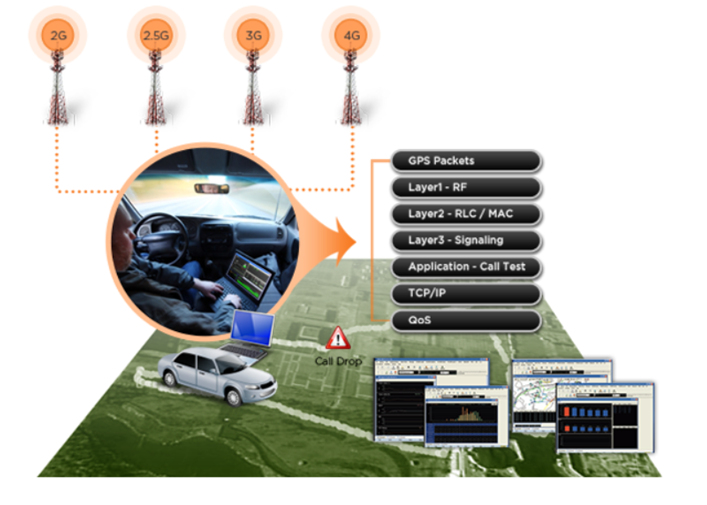 2G
2.5G
3G
4G
GPS Packets
Layer1 - RF
Layer2 - RLC / MAC
Layer3 - Signaling
Application - Call Test
TCP/IP
QoS
Call Drop